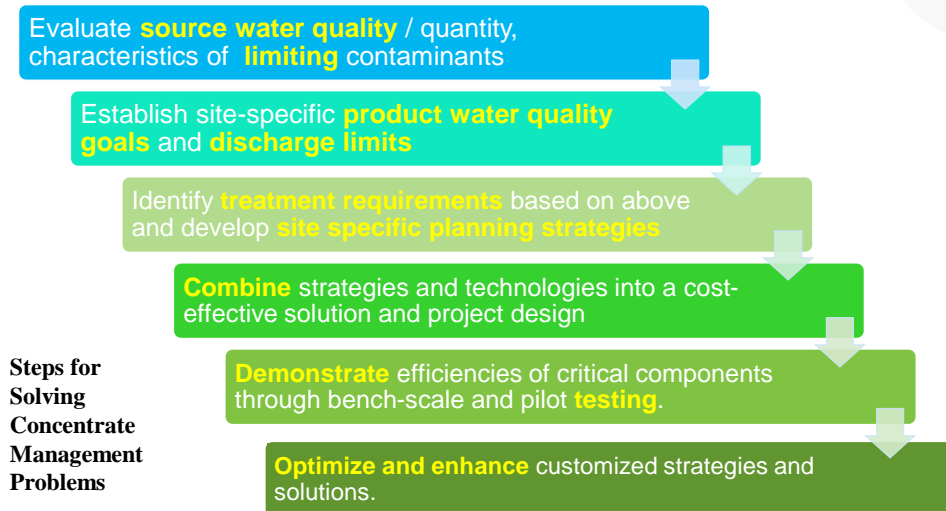 Evaluate source water quality / quantity,
characteristics of limiting contaminants
Establish site-specific product water quality
goals and discharge limits
Identify treatment requirements based on above
and develop site specific planning strategies
Combine strategies and technologies into a cost-
effective solution and project design
Demonstrate efficiencies of critical components
through bench-scale and pilot testing.
Optimize and enhance customized strategies and
solutions.
Steps for
Solving
Concentrate
Management
Problems